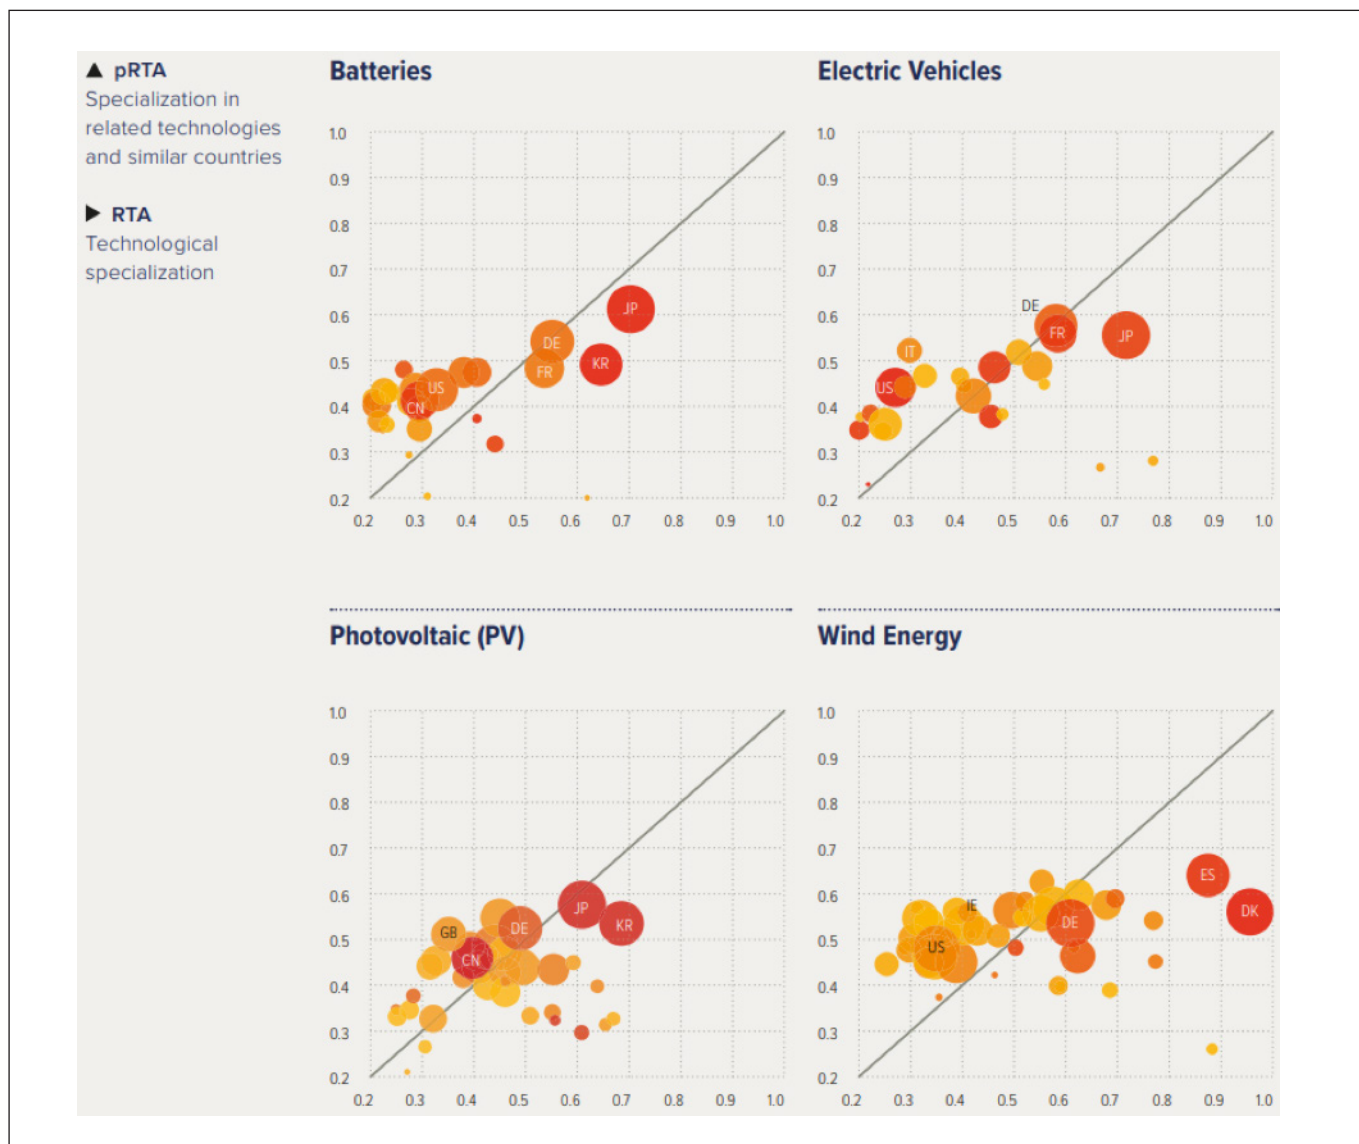 ▲ pRTA
Specialization in
related technologies
and similar countries
▶ RTA
Technological
specialization
Batteries
1.0
0.9
0.8
0.7
0.6
0.5
0.4
0.3
0.2
0.2 0.3 0.4 0.5 0.6 0.7 0.8 0.9 1.0
JP
DE
KR
FR
US
CN
Electric Vehicles
1.0
0.9
0.8
0.7
0.6
0.5
0.4
0.3
0.2
0.2 0.3 0.4 0.5 0.6 0.7 0.8 0.9 1.0
DE
FR
JP
IT
US
Photovoltaic (PV)
1.0
0.9
0.8
0.7
0.6
0.5
0.4
0.3
0.2
0.2 0.3 0.4 0.5 0.6 0.7 0.8 0.9 1.0
JP
KR
DE
GB
CN
Wind Energy
1.0
0.9
0.8
0.7
0.6
0.5
0.4
0.3
0.2
0.2 0.3 0.4 0.5 0.6 0.7 0.8 0.9 1.0
ES
DK
IE
DE
US